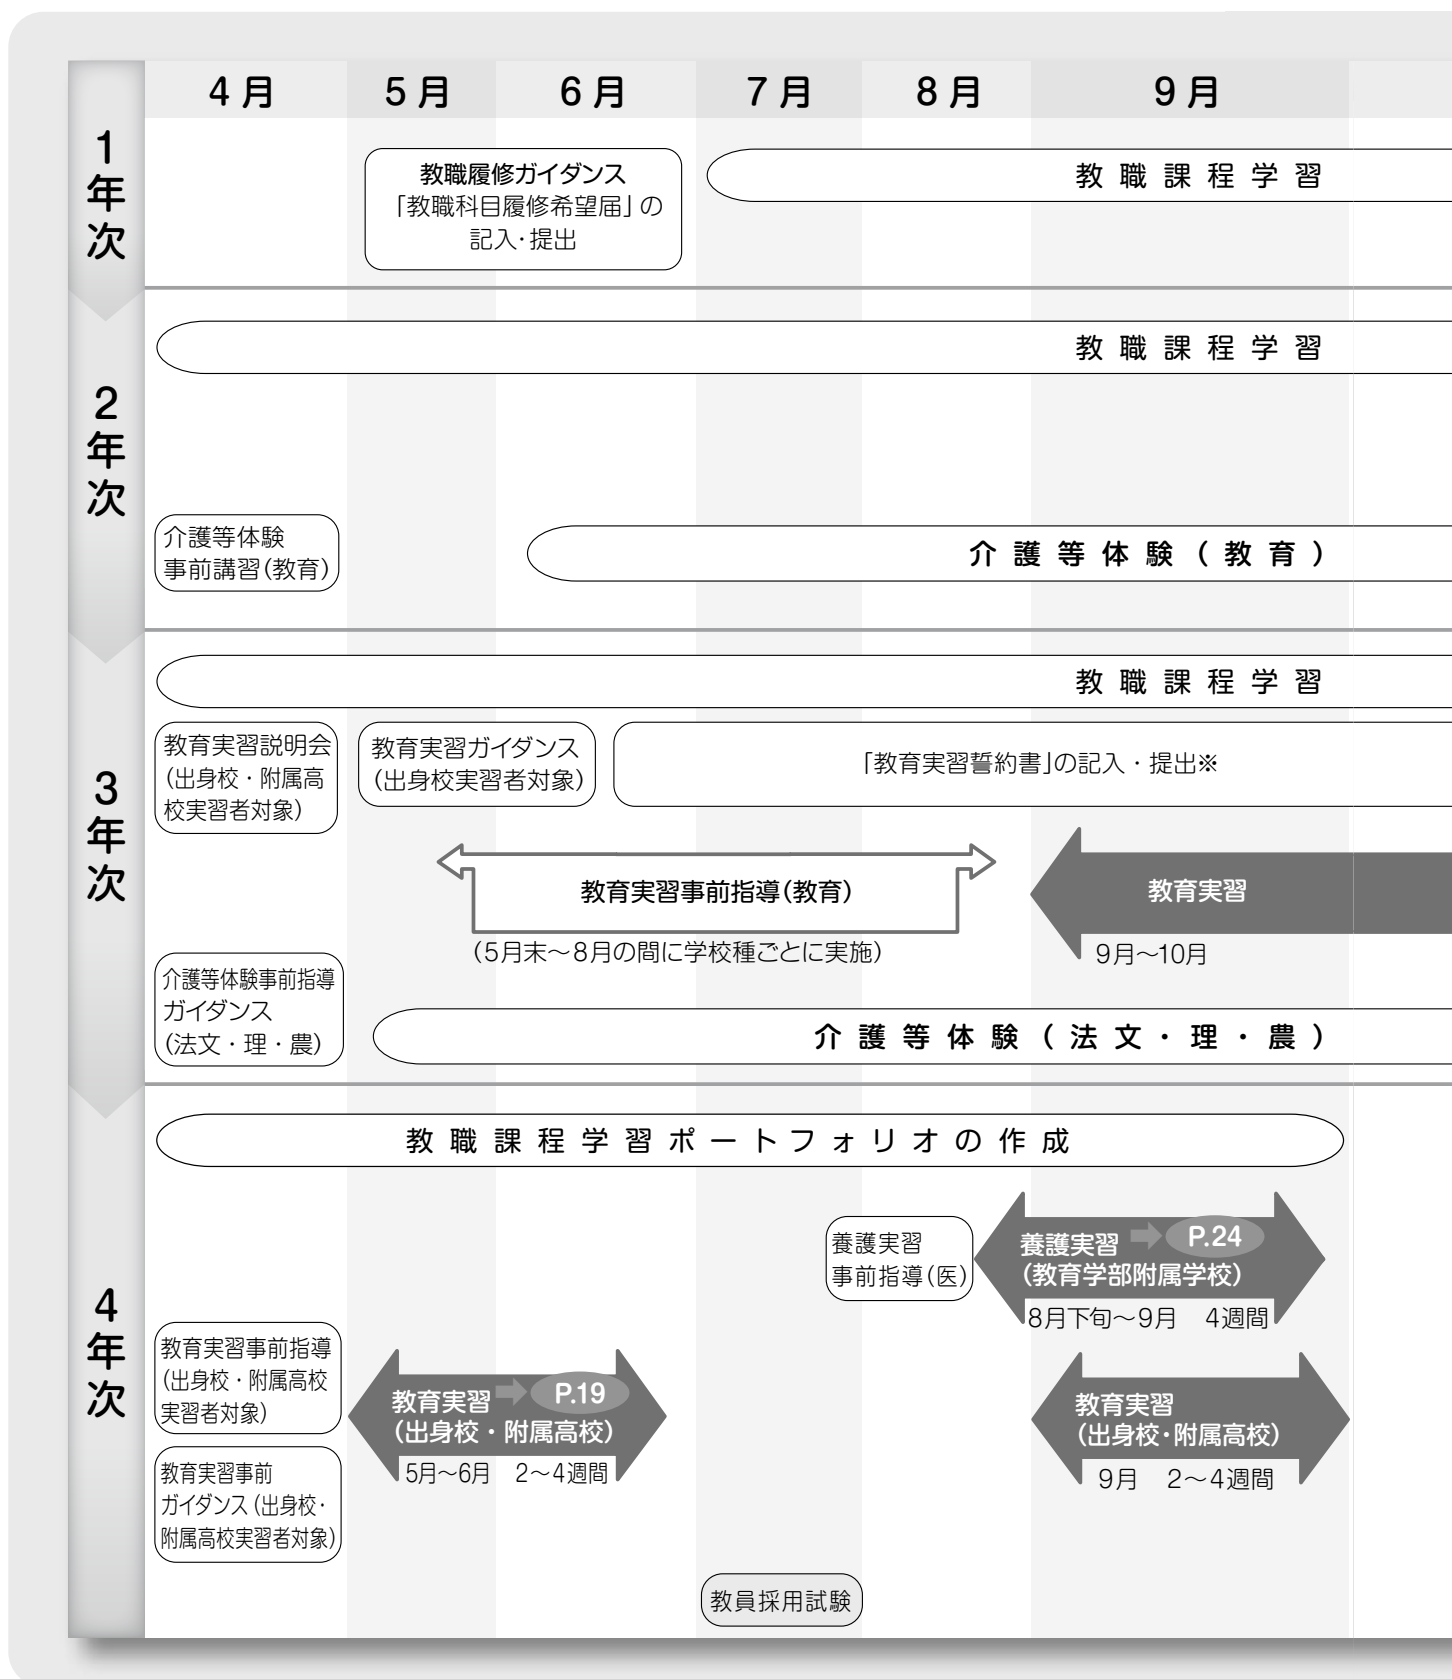 4月 5月 6月 7月 8月 9月
1年次
教職履修ガイダンス
「教職科目履修希望届」の
記入・提出
教職課程学習
2年次
教職課程学習
介護等体験
事前講習(教育)
介護等体験(教育)
3年次
教職課程学習
教育実習説明会
(出身校・附属高
校実習者対象)
教育実習ガイダンス
(出身校実習者対象)
「教育実習誓約書」の記入・提出※
教育実習事前指導(教育)
(5月末〜8月の間に学校種ごとに実施)
教育実習
9月〜10月
介護等体験事前指導
ガイダンス
(法文・理・農)
介護等体験(法文・理・農)
4年次
教職課程学習ポートフォリオの作成
養護実習
事前指導(医)
養護実習 P.24
(教育学部附属学校)
8月下旬〜9月 4週間
教育実習事前指導
(出身校・附属高校
実習者対象)
教育実習 P.19
(出身校・附属高校)
5月〜6月 2〜4週間
教育実習
(出身校・附属高校)
9月 2〜4週間
教育実習事前
ガイダンス(出身校・
附属高校実習者対象)
教員採用試験